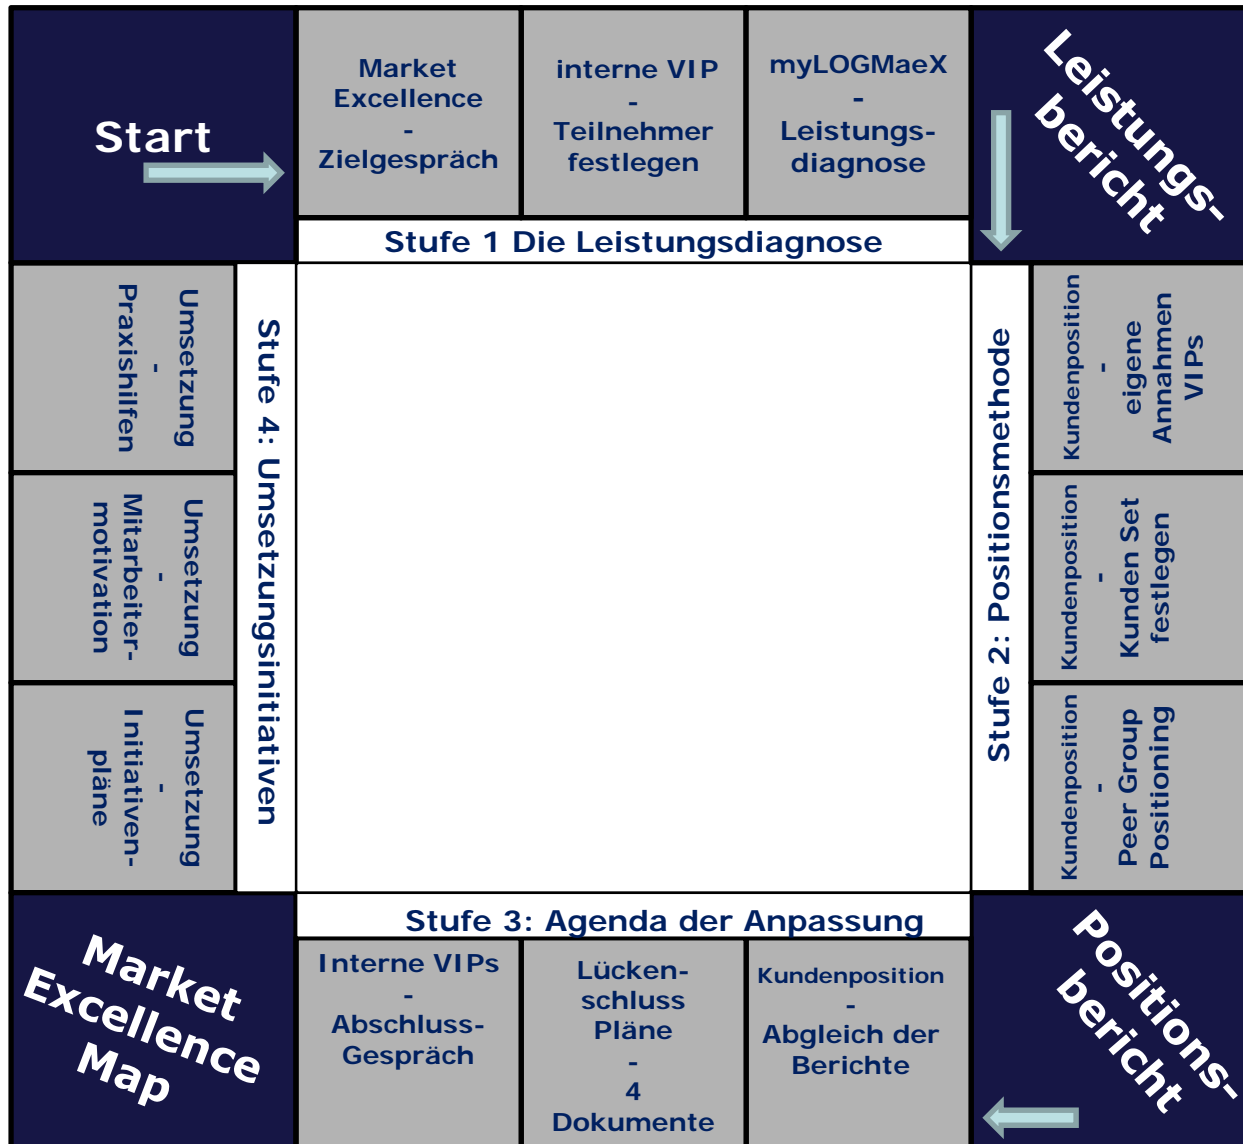 Start
Market
Excellence
-
Zielgespräch
interne VIP
-
Teilnehmer
festlegen
myLOGMaeX
-
Leistungs-
diagnose
Leistungs-
bericht
Stufe 1 Die Leistungsdiagnose
Kundenposition
-
eigene
Annahmen
VIPs
Kundenposition
-
Kunden Set
festlegen
Kundenposition
-
Peer Group
Positioning
Stufe 2: Positionsmethode
Positions-
bericht
Stufe 3: Agenda der Anpassung
Kundenposition
-
Abgleich der
Berichte
Lücken-
schluss
Pläne
-
4
Dokumente
Interne VIPs
-
Abschluss-
Gespräch
Market
Excellence
Map
Stufe 4: Umsetzungsinitiativen
Umsetzung
-
Initiativen-
pläne
Umsetzung
-
Mitarbeiter-
motivation
Umsetzung
-
Praxishilfen